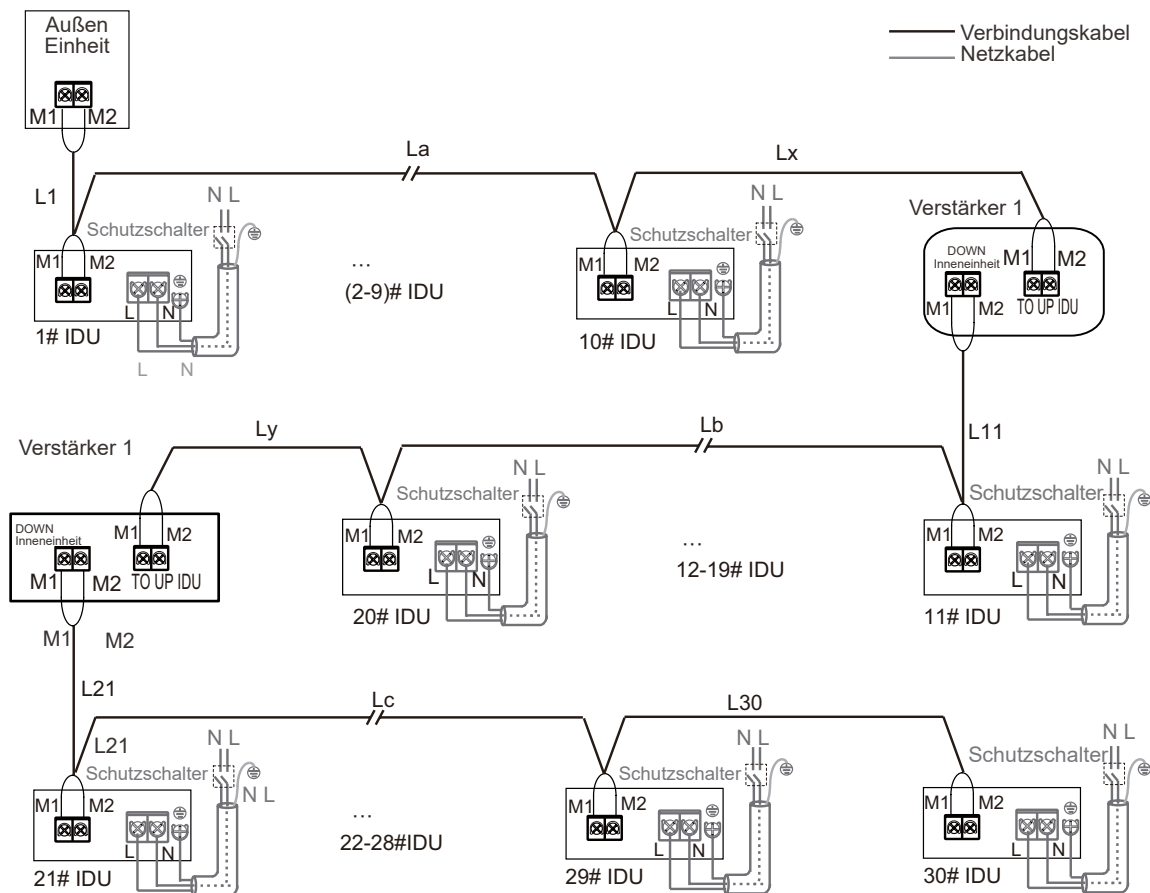 Außen
Einheit
M1 M2
Verbindungskabel
Netzkabel
L1
La
Lx
N L
Schutzschalter
M1 M2
L N
1# IDU
L N
...
(2-9)# IDU
N L
Schutzschalter
M1 M2
L N
10# IDU
Verstärker 1
DOWN
Inneneinheit
M1 M2
M1 M2
TO UP IDU
L11
Verstärker 1
Ly
Lb
DOWN
Inneneinheit
M1 M2
M1 M2
TO UP IDU
M1 M2
N L
Schutzschalter
M1 M2
L N
20# IDU
...
12-19# IDU
N L
Schutzschalter
M1 M2
L N
11# IDU
L21
Lc
L30
L21
N L
Schutzschalter
N L
M1 M2
L N
21# IDU
...
22-28#IDU
N L
Schutzschalter
M1 M2
L N
29# IDU
N L
Schutzschalter
M1 M2
L N
30# IDU